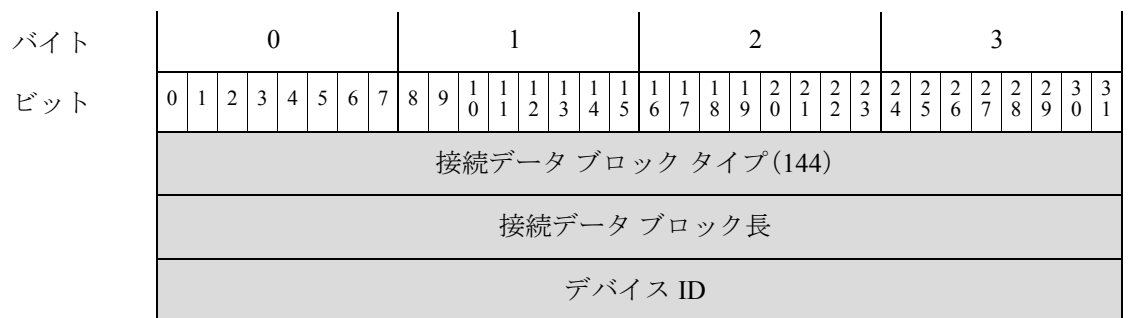 バイト 0 1 2 3
ビット 0 1 2 3 4 5 6 7 8 9 10 11 12 13 14 15 16 17 18 19 20 21 22 23 24 25 26 27 28 29 30 31
接続データ ブロック タイプ(144)
接続データ ブロック長
デバイス ID